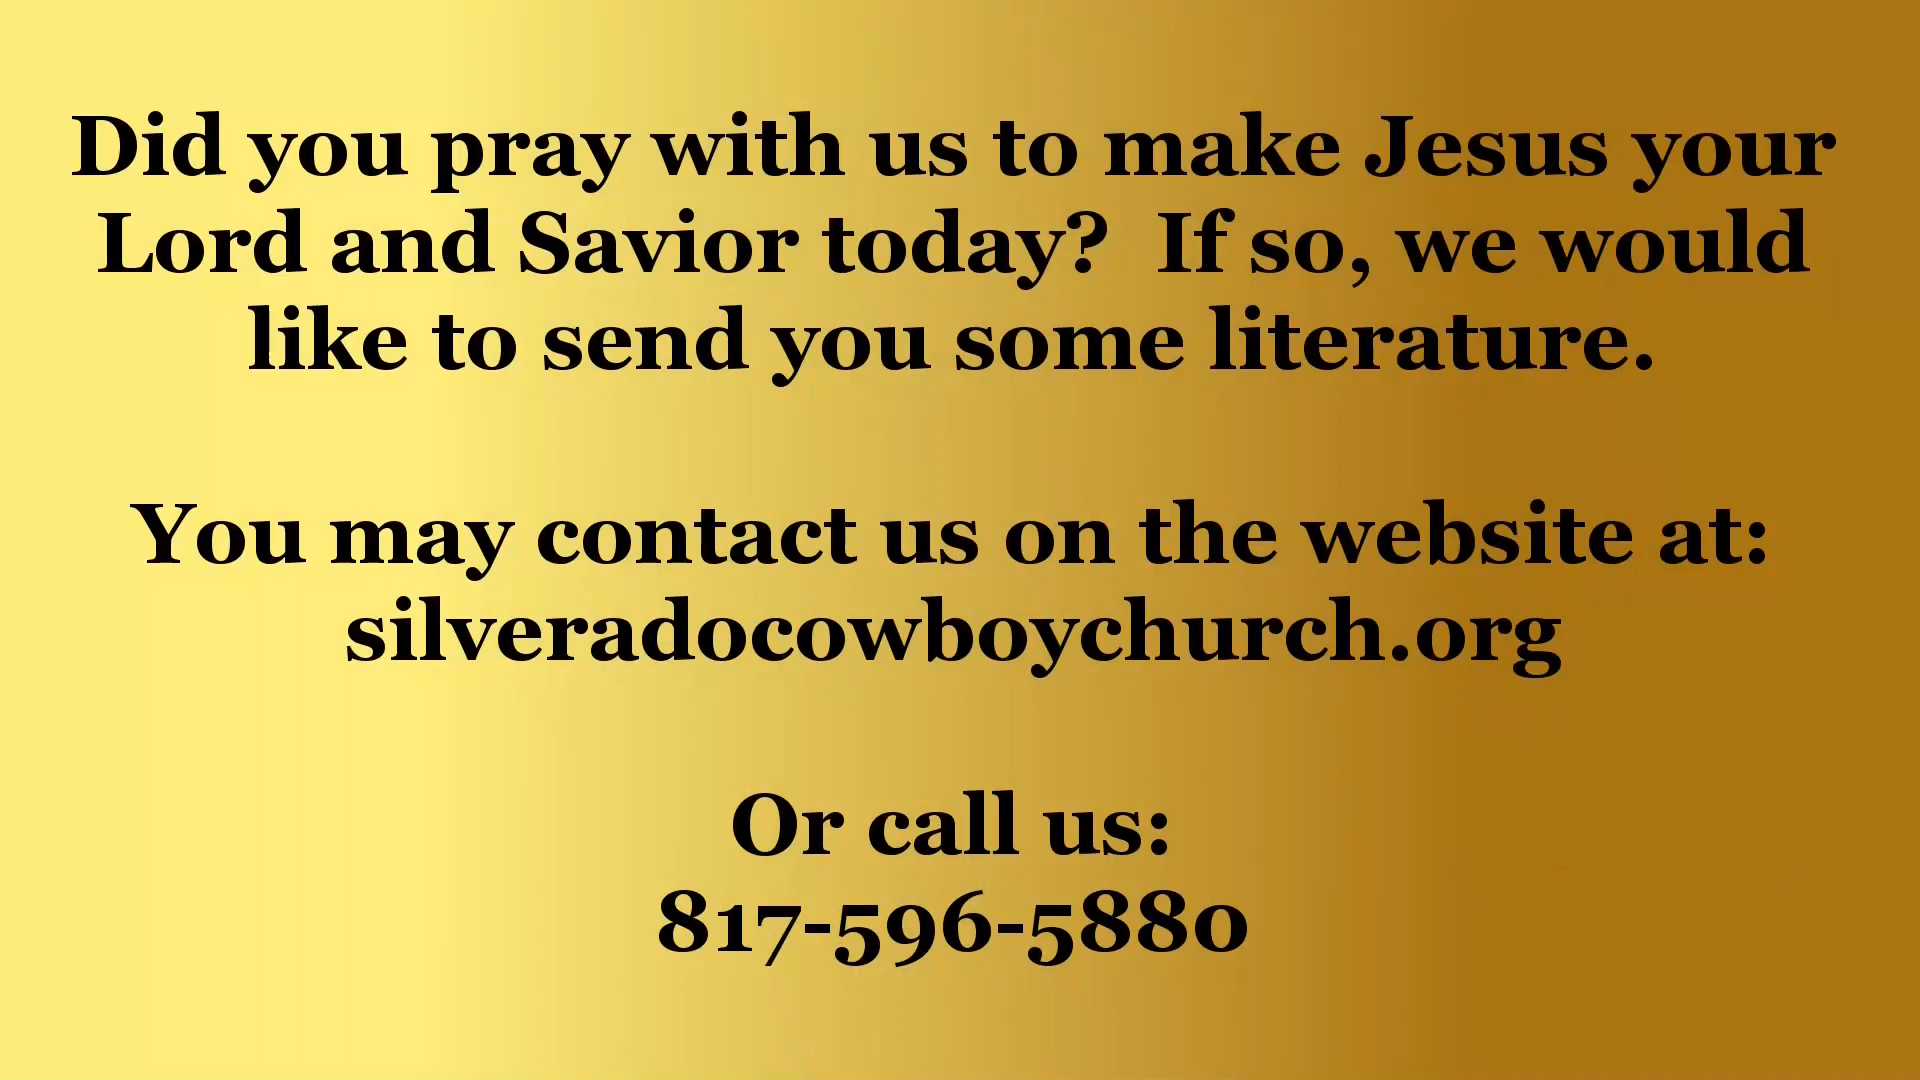 Did you pray with us to make Jesus your
Lord and Savior today?  If so, we would
like to send you some literature.
You may contact us on the website at:
silveradocowboychurch.org
Or call us:
817-596-5880